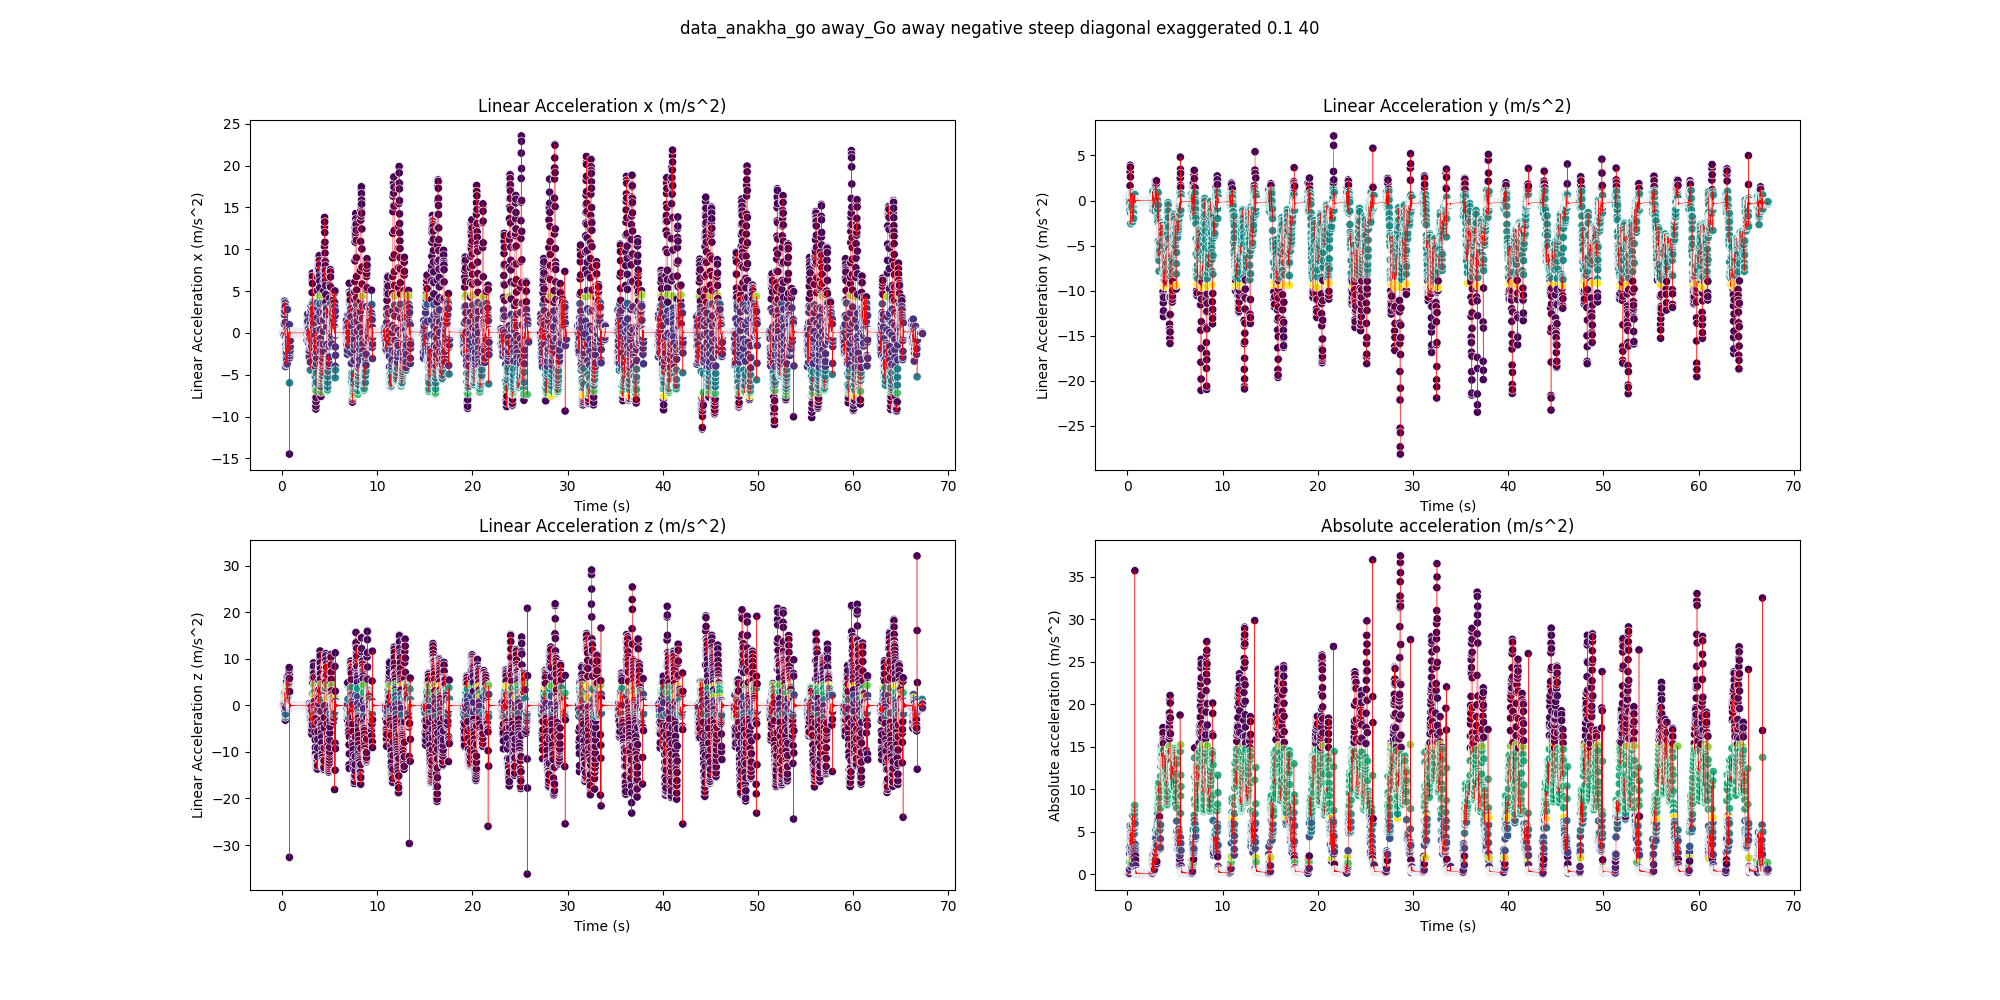 data_anakha_go away_Go away negative steep diagonal exaggerated 0.1 40
Linear Acceleration x (m/s^2)
25
20
15
10
5
0
−5
−10
−15
Linear Acceleration x (m/s^2)
0 10 20 30 40 50 60 70
Time (s)
Linear Acceleration y (m/s^2)
5
0
−5
−10
−15
−20
−25
Linear Acceleration y (m/s^2)
0 10 20 30 40 50 60 70
Time (s)
Linear Acceleration z (m/s^2)
30
20
10
0
−10
−20
−30
Linear Acceleration z (m/s^2)
0 10 20 30 40 50 60 70
Time (s)
Absolute acceleration (m/s^2)
35
30
25
20
15
10
5
0
Absolute acceleration (m/s^2)
0 10 20 30 40 50 60 70
Time (s)